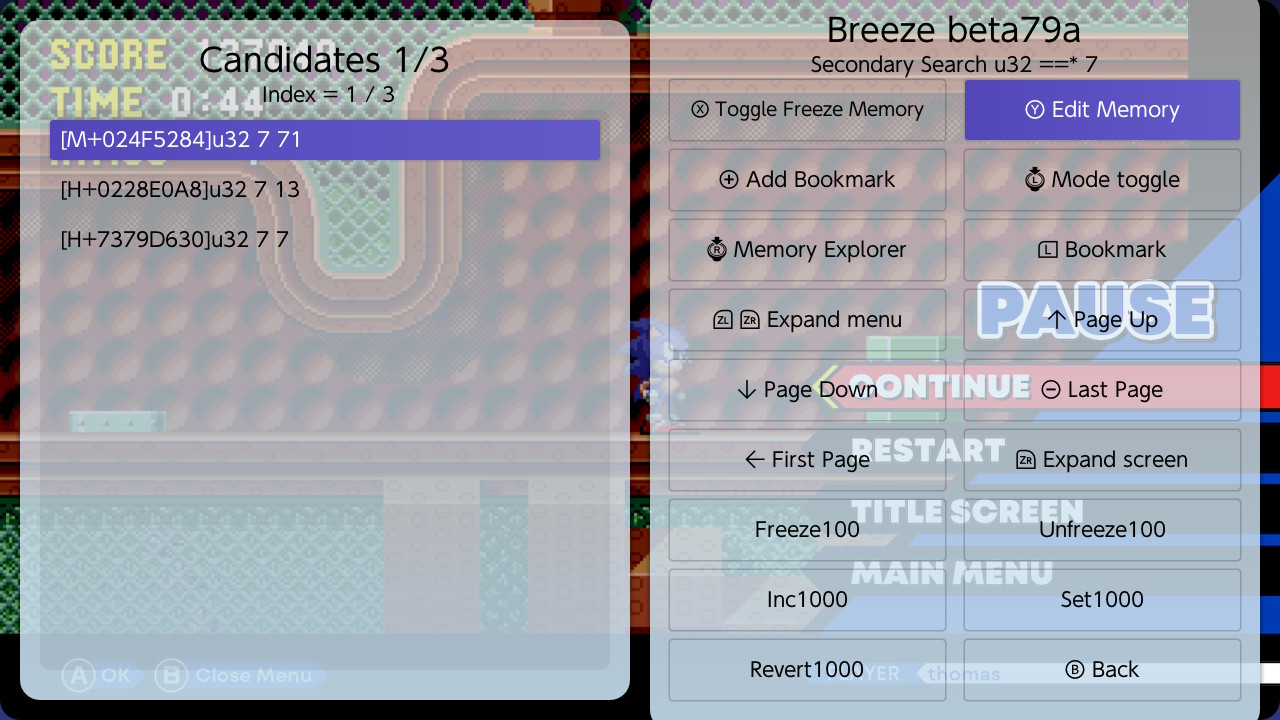 SCORE
TIME 0:44
Candidates 1/3
Index = 1 / 3
[M+024F5284]u32 7 71
[H+0228E0A8]u32 7 13
[H+7379D630]u32 7 7
A OK B Close Menu
Breeze beta79a
Secondary Search u32 ==* 7
X Toggle Freeze Memory
Y Edit Memory
Add Bookmark
L Mode toggle
R Memory Explorer
L Bookmark
ZL ZR Expand menu
↑ Page Up
↓ Page Down
Last Page
← First Page
ZR Expand screen
Freeze100
Unfreeze100
Inc1000
Set1000
Revert1000
B Back
PAUSE
CONTINUE
RESTART
TITLE SCREEN
MAIN MENU
thomas